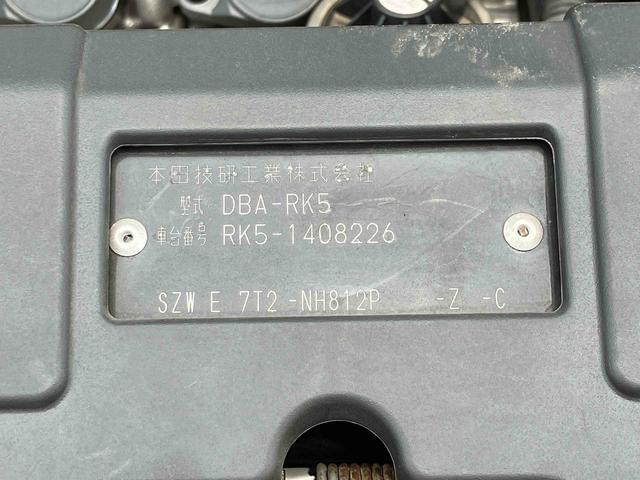 本田技研工業株式会社
型式 DBA-RK5
車台番号 RK5-1408226
SZW E 7T2 -NH812P -Z -C